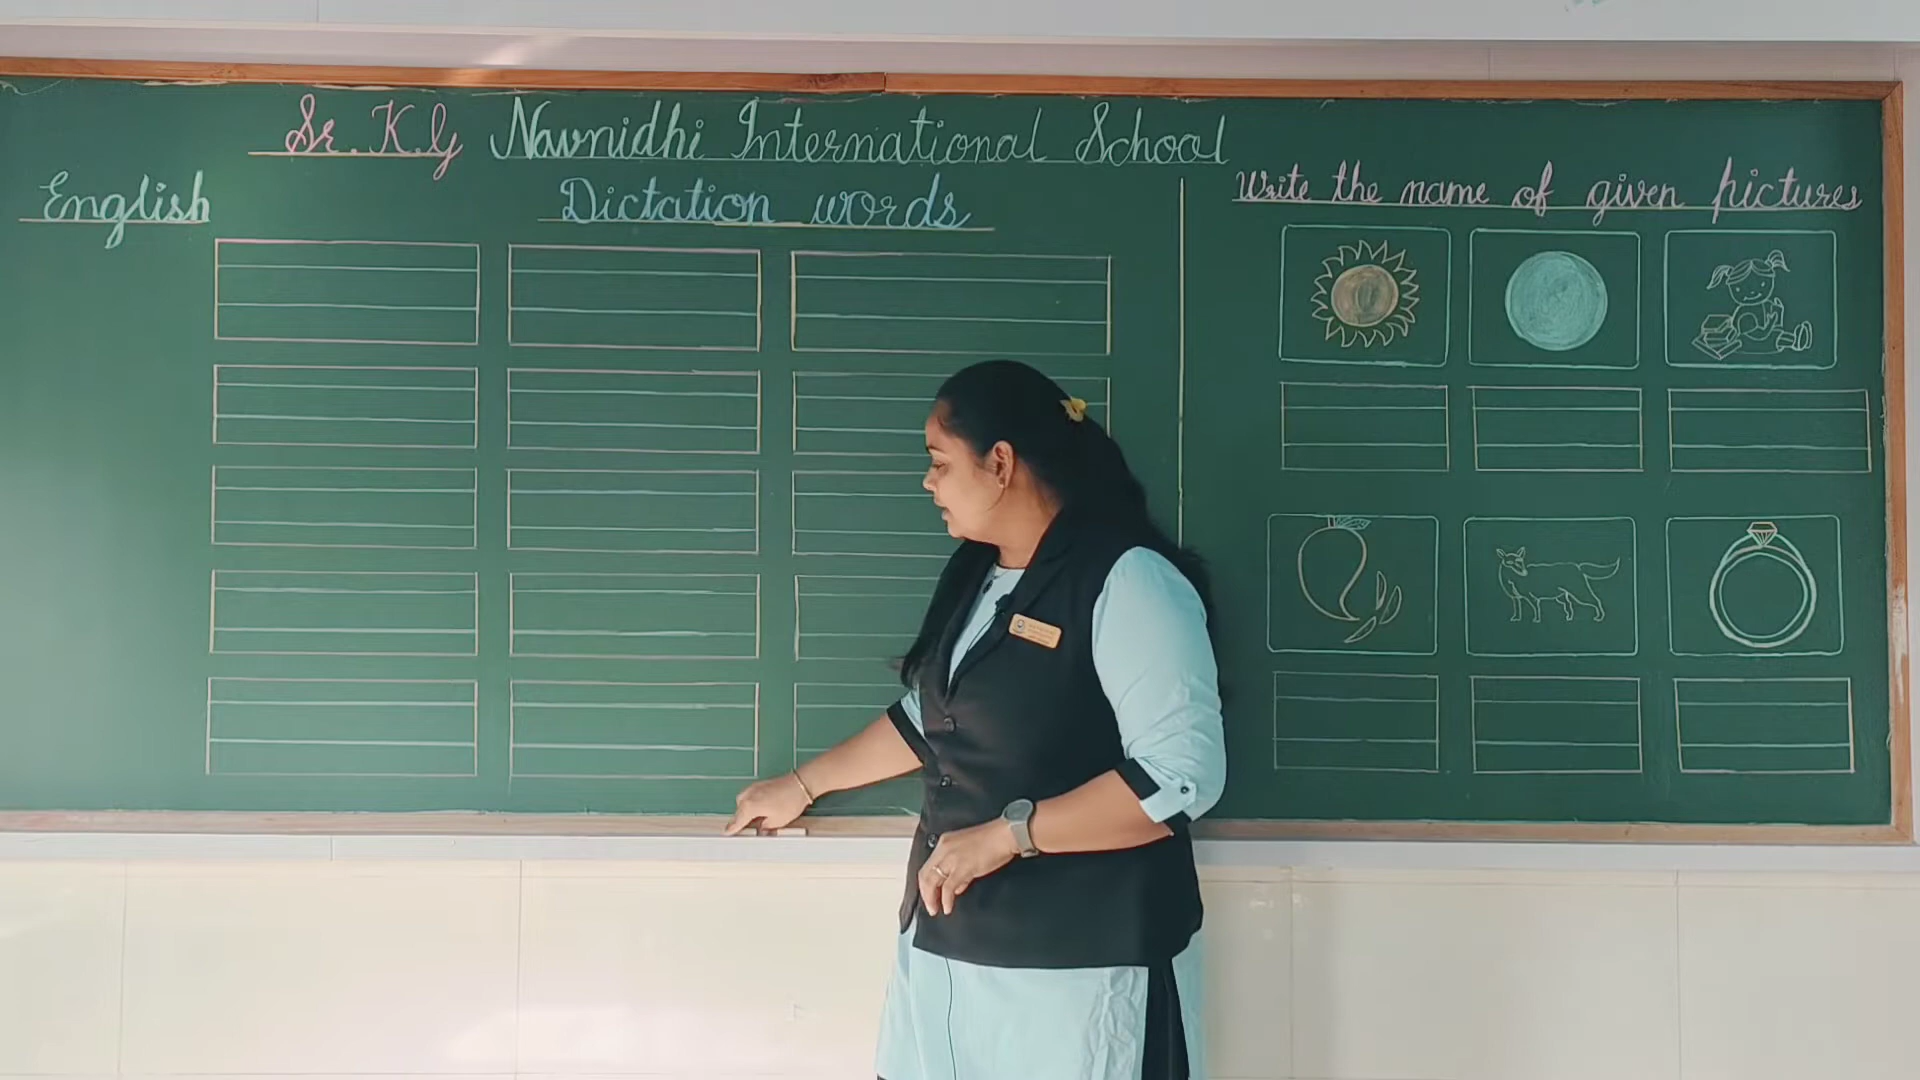 Sr. K.G Navnidhi International School
English
Dictation words
Write the name of given pictures